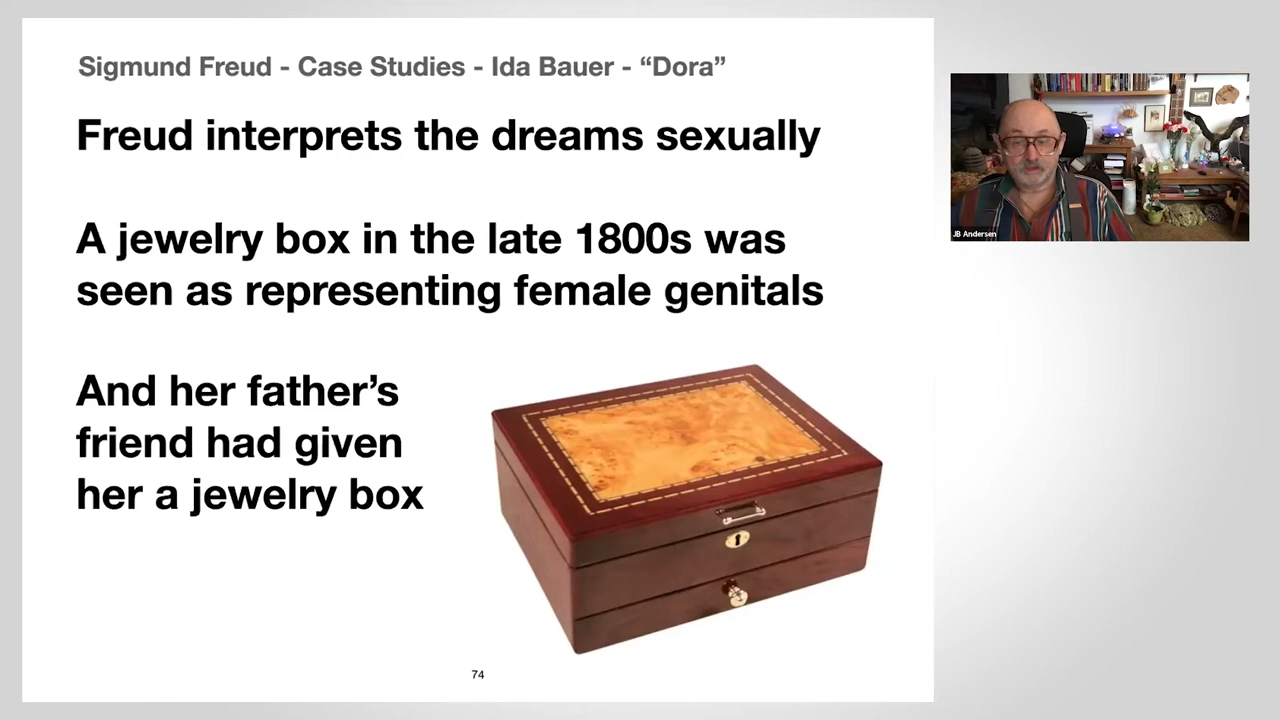 Sigmund Freud - Case Studies - Ida Bauer - “Dora”
Freud interprets the dreams sexually
A jewelry box in the late 1800s was
seen as representing female genitals
And her father’s
friend had given
her a jewelry box
74
JB Andersen